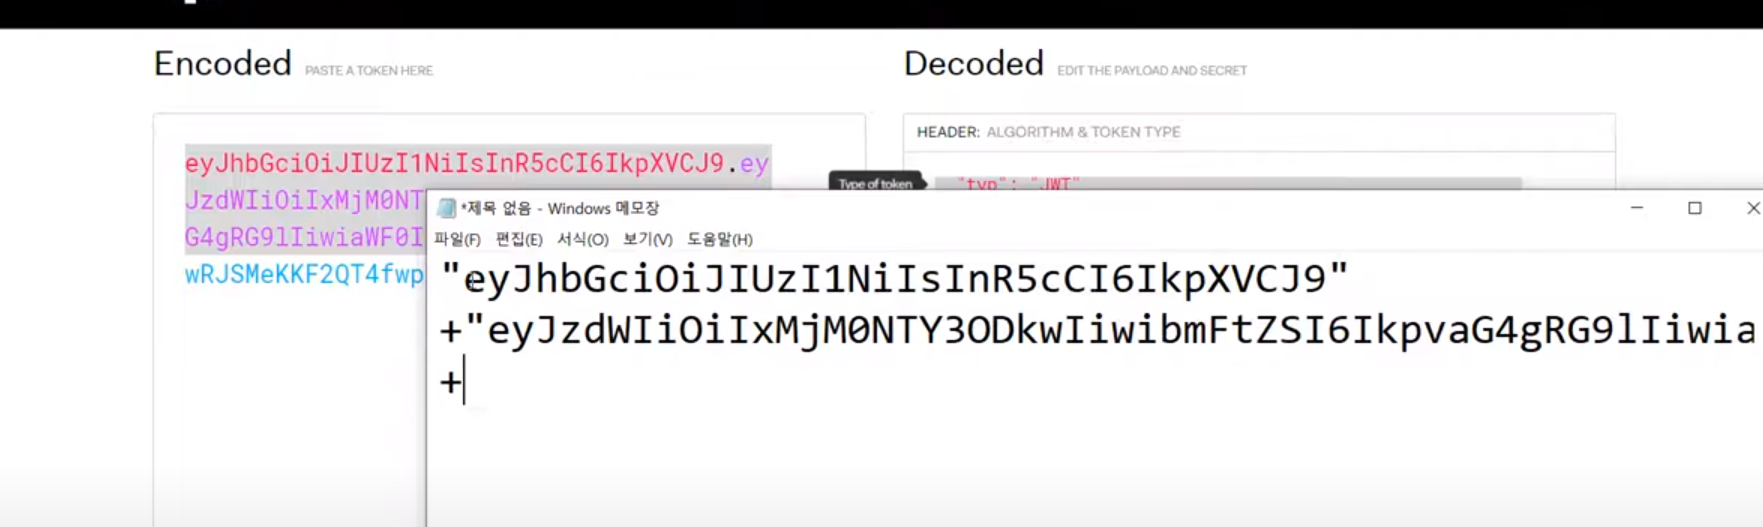 Encoded PASTE A TOKEN HERE
Decoded EDIT THE PAYLOAD AND SECRET
HEADER: ALGORITHM & TOKEN TYPE
eyJhbGciOiJIUzI1NiIsInR5cCI6IkpXVCJ9.ey
Type of token
"typ": "JWT"
JzdWIiOiIxMjM0NT
G4gRG9lIiwiaWF0I
wRJSMeKKF2QT4fwp
*제목 없음 - Windows 메모장
파일(F) 편집(E) 서식(O) 보기(V) 도움말(H)
"eyJhbGciOiJIUzI1NiIsInR5cCI6IkpXVCJ9"
+"eyJzdWIiOiIxMjM0NTY3ODkwIiwibmFtZSI6IkpvaG4gRG9lIiwia
+